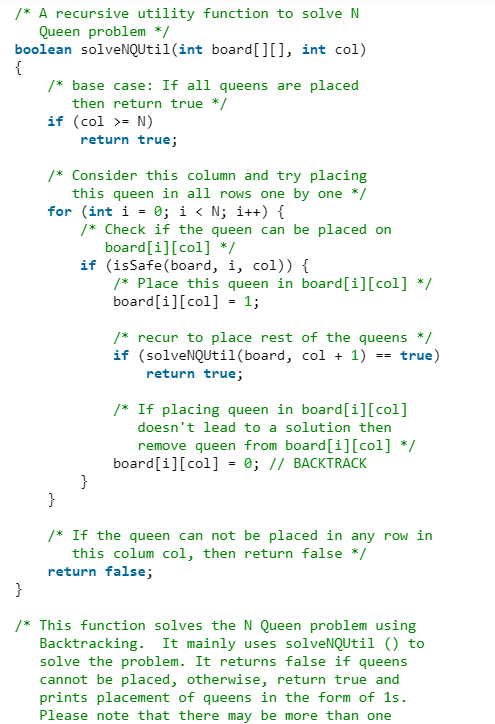 /* A recursive utility function to solve N
Queen problem */
boolean solveNQUtil(int board[][], int col)
{
/* base case: If all queens are placed
then return true */
if (col >= N)
return true;
/* Consider this column and try placing
this queen in all rows one by one */
for (int i = 0; i < N; i++) {
/* Check if the queen can be placed on
board[i][col] */
if (isSafe(board, i, col)) {
/* Place this queen in board[i][col] */
board[i][col] = 1;
/* recur to place rest of the queens */
if (solveNQUtil(board, col + 1) == true)
return true;
/* If placing queen in board[i][col]
doesn't lead to a solution then
remove queen from board[i][col] */
board[i][col] = 0; // BACKTRACK
}
}
/* If the queen can not be placed in any row in
this colum col, then return false */
return false;
}
/* This function solves the N Queen problem using
Backtracking.  It mainly uses solveNQUtil () to
solve the problem. It returns false if queens
cannot be placed, otherwise, return true and
prints placement of queens in the form of 1s.
Please note that there may be more than one